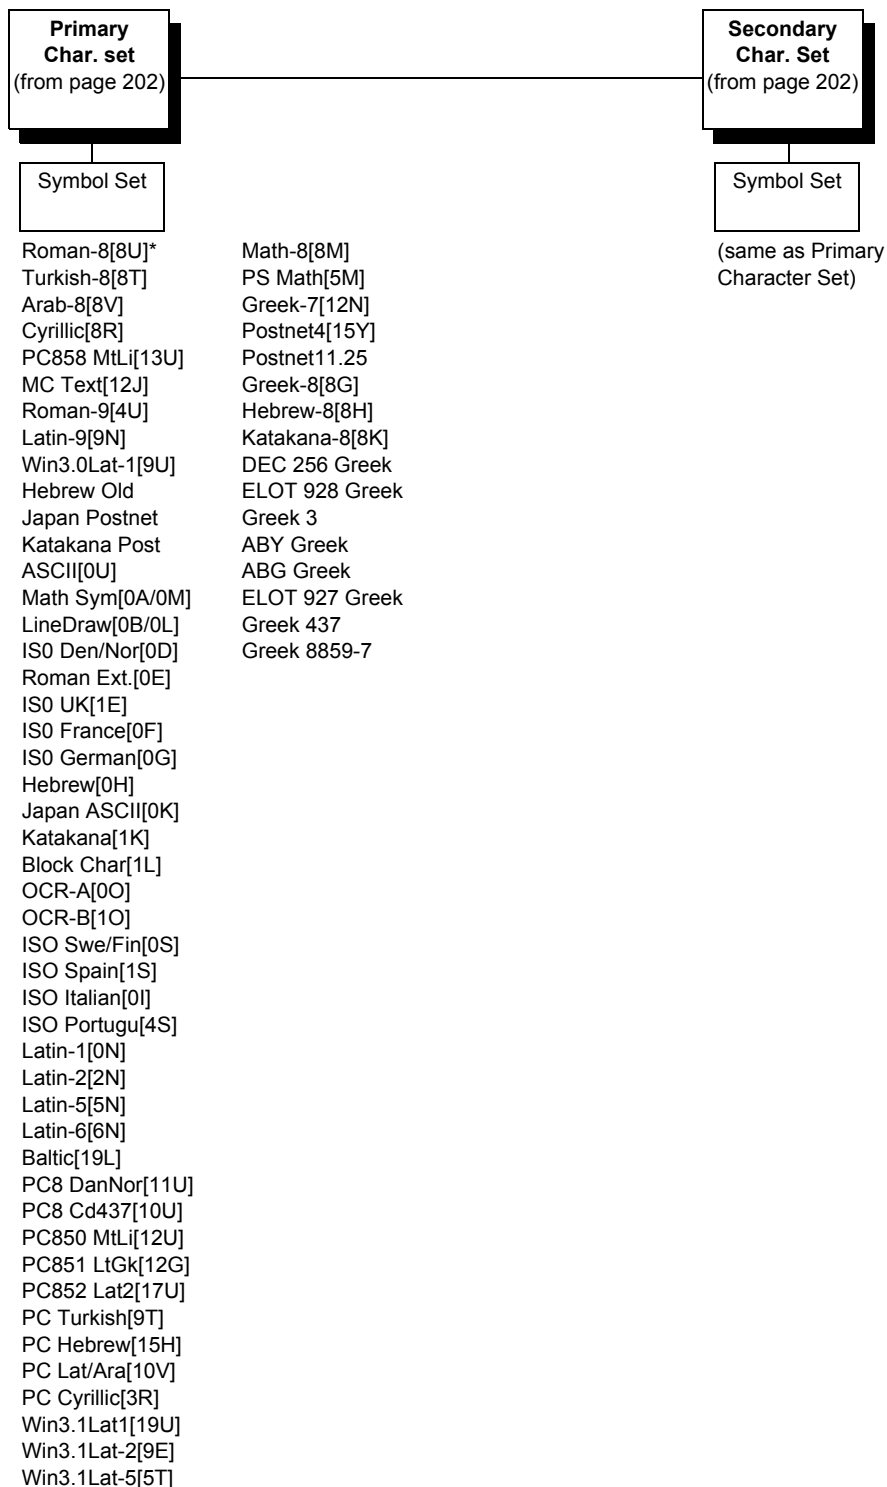 Primary
Char. set
(from page 202)
Secondary
Char. Set
(from page 202)
Symbol Set
Symbol Set
Roman-8[8U]*
Turkish-8[8T]
Arab-8[8V]
Cyrillic[8R]
PC858 MtLi[13U]
MC Text[12J]
Roman-9[4U]
Latin-9[9N]
Win3.0Lat-1[9U]
Hebrew Old
Japan Postnet
Katakana Post
ASCII[0U]
Math Sym[0A/0M]
LineDraw[0B/0L]
IS0 Den/Nor[0D]
Roman Ext.[0E]
IS0 UK[1E]
IS0 France[0F]
IS0 German[0G]
Hebrew[0H]
Japan ASCII[0K]
Katakana[1K]
Block Char[1L]
OCR-A[0O]
OCR-B[1O]
ISO Swe/Fin[0S]
ISO Spain[1S]
ISO Italian[0I]
ISO Portugu[4S]
Latin-1[0N]
Latin-2[2N]
Latin-5[5N]
Latin-6[6N]
Baltic[19L]
PC8 DanNor[11U]
PC8 Cd437[10U]
PC850 MtLi[12U]
PC851 LtGk[12G]
PC852 Lat2[17U]
PC Turkish[9T]
PC Hebrew[15H]
PC Lat/Ara[10V]
PC Cyrillic[3R]
Win3.1Lat1[19U]
Win3.1Lat-2[9E]
Win3.1Lat-5[5T]
Math-8[8M]
PS Math[5M]
Greek-7[12N]
Postnet4[15Y]
Postnet11.25
Greek-8[8G]
Hebrew-8[8H]
Katakana-8[8K]
DEC 256 Greek
ELOT 928 Greek
Greek 3
ABY Greek
ABG Greek
ELOT 927 Greek
Greek 437
Greek 8859-7
(same as Primary
Character Set)